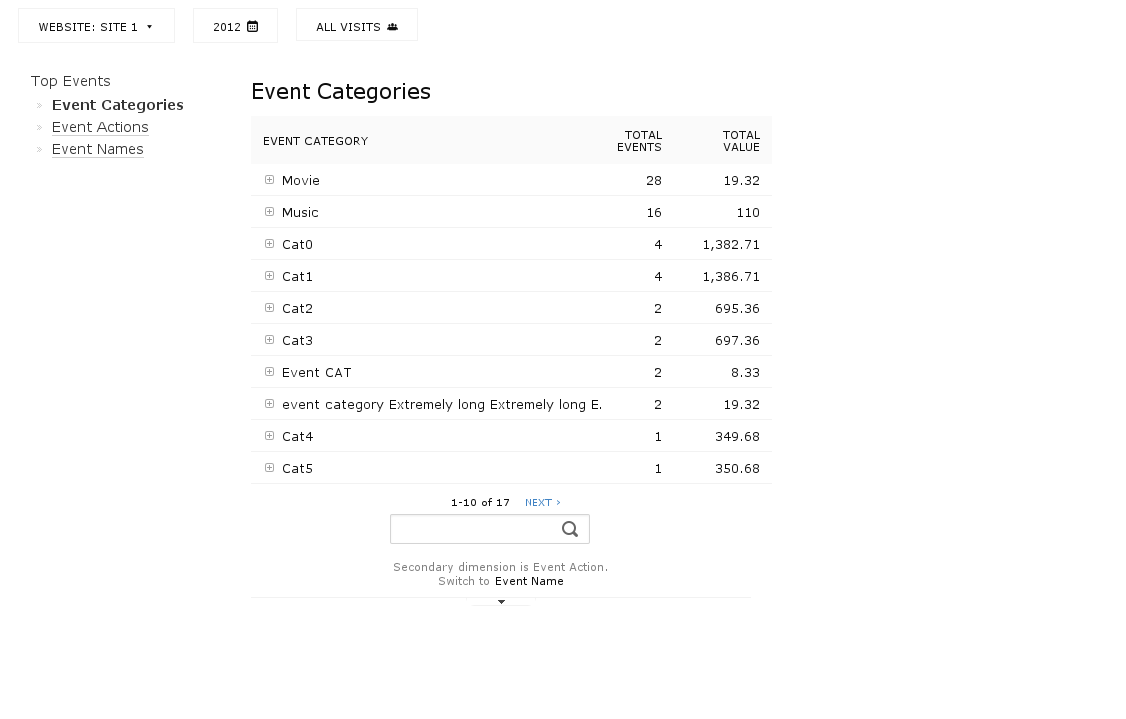 WEBSITE: SITE 1
2012
ALL VISITS
Top Events
Event Categories
Event Actions
Event Names
Event Categories
EVENT CATEGORY TOTAL EVENTS TOTAL VALUE
Movie 28 19.32
Music 16 110
Cat0 4 1,382.71
Cat1 4 1,386.71
Cat2 2 695.36
Cat3 2 697.36
Event CAT 2 8.33
event category Extremely long Extremely long E. 2 19.32
Cat4 1 349.68
Cat5 1 350.68
1-10 of 17 NEXT ›
Secondary dimension is Event Action.
Switch to Event Name